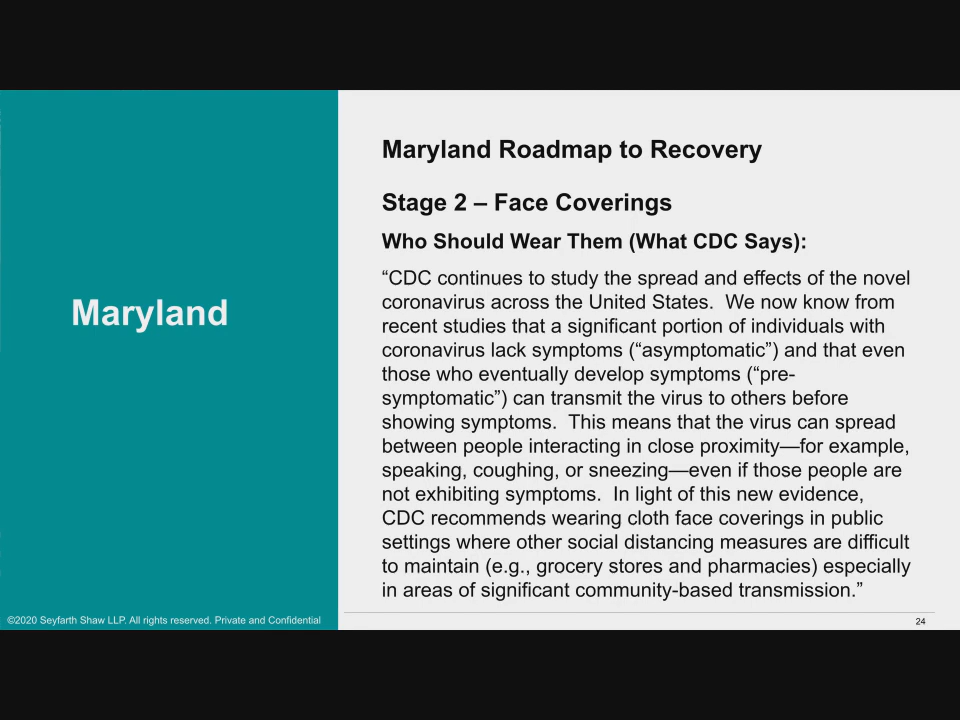 Maryland
Maryland Roadmap to Recovery
Stage 2 – Face Coverings
Who Should Wear Them (What CDC Says):
“CDC continues to study the spread and effects of the novel
coronavirus across the United States.  We now know from
recent studies that a significant portion of individuals with
coronavirus lack symptoms (“asymptomatic”) and that even
those who eventually develop symptoms (“pre-
symptomatic”) can transmit the virus to others before
showing symptoms.  This means that the virus can spread
between people interacting in close proximity—for example,
speaking, coughing, or sneezing—even if those people are
not exhibiting symptoms.  In light of this new evidence,
CDC recommends wearing cloth face coverings in public
settings where other social distancing measures are difficult
to maintain (e.g., grocery stores and pharmacies) especially
in areas of significant community-based transmission.”
©2020 Seyfarth Shaw LLP. All rights reserved. Private and Confidential
24